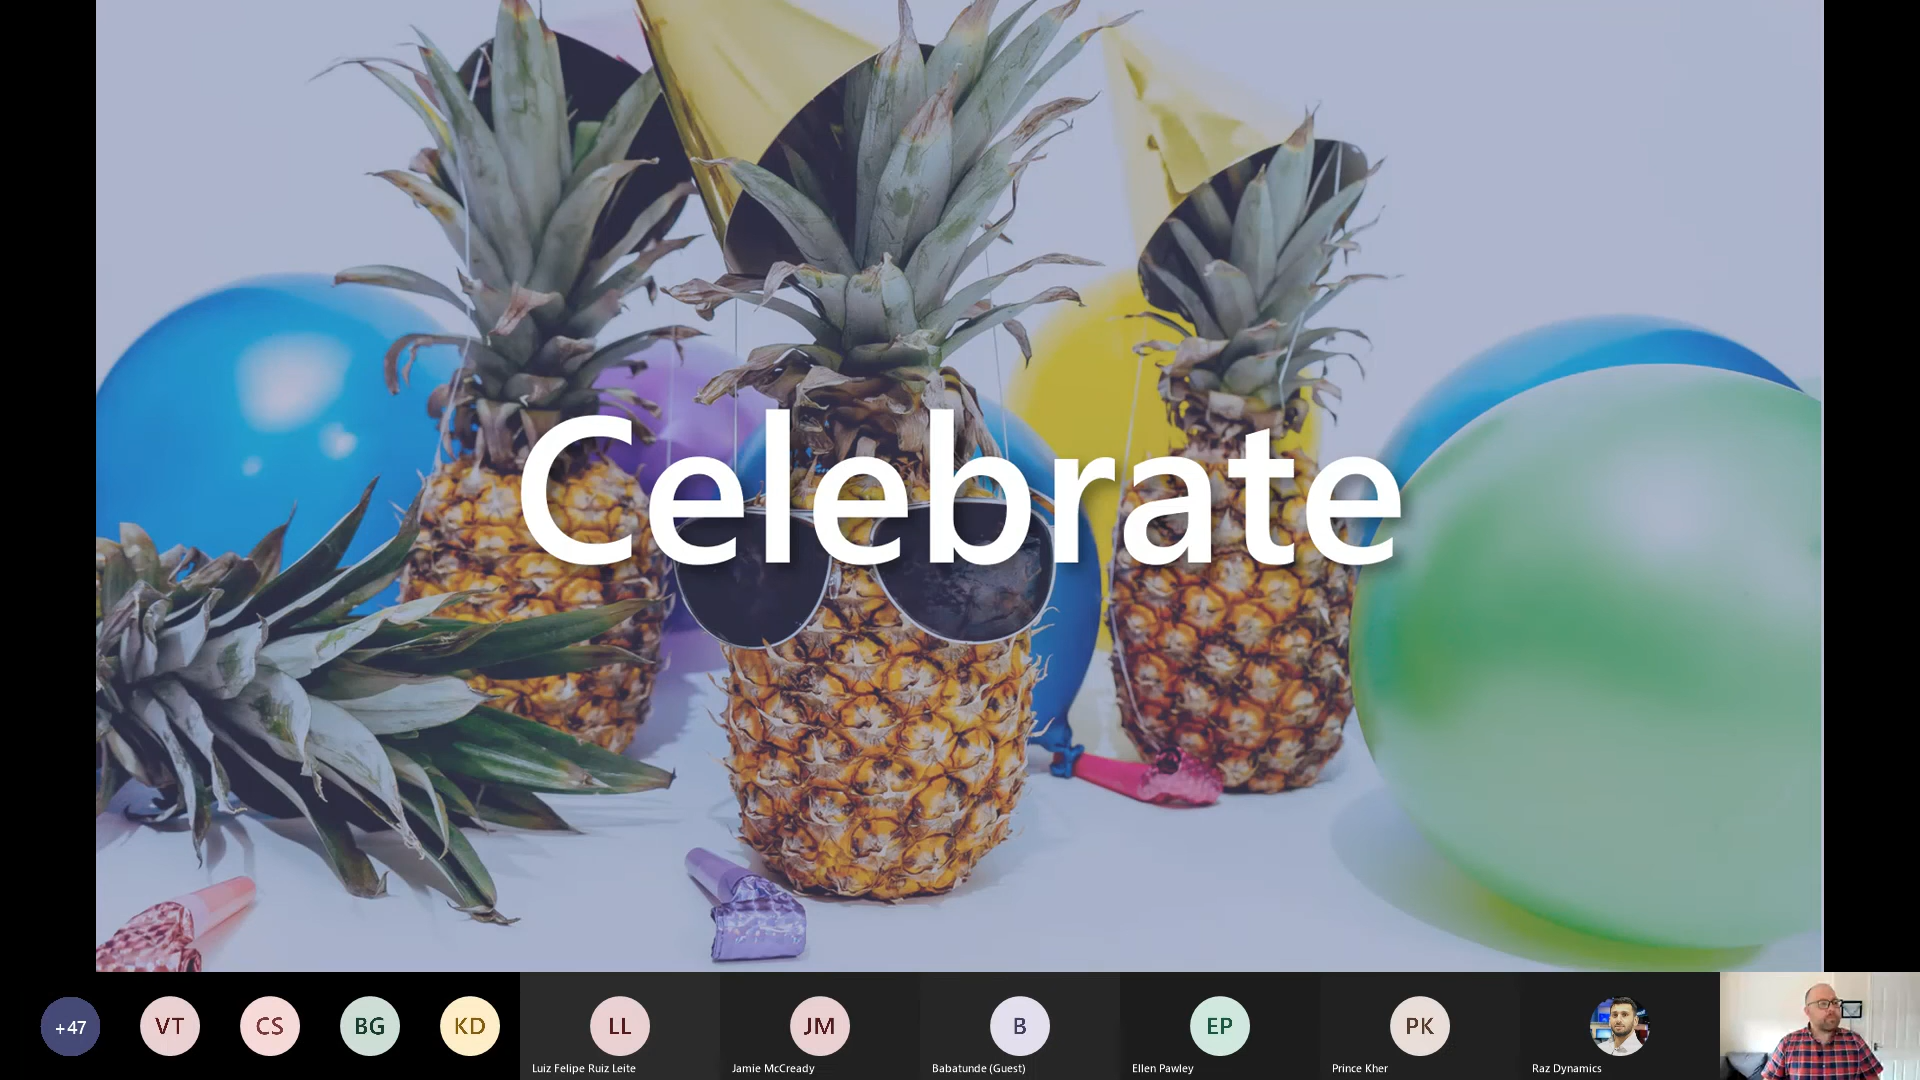 Celebrate
+47
VT
CS
BG
KD
LL
JM
B
EP
PK
Luiz Felipe Ruiz Leite
Jamie McCready
Babatunde (Guest)
Ellen Pawley
Prince Kher
Raz Dynamics